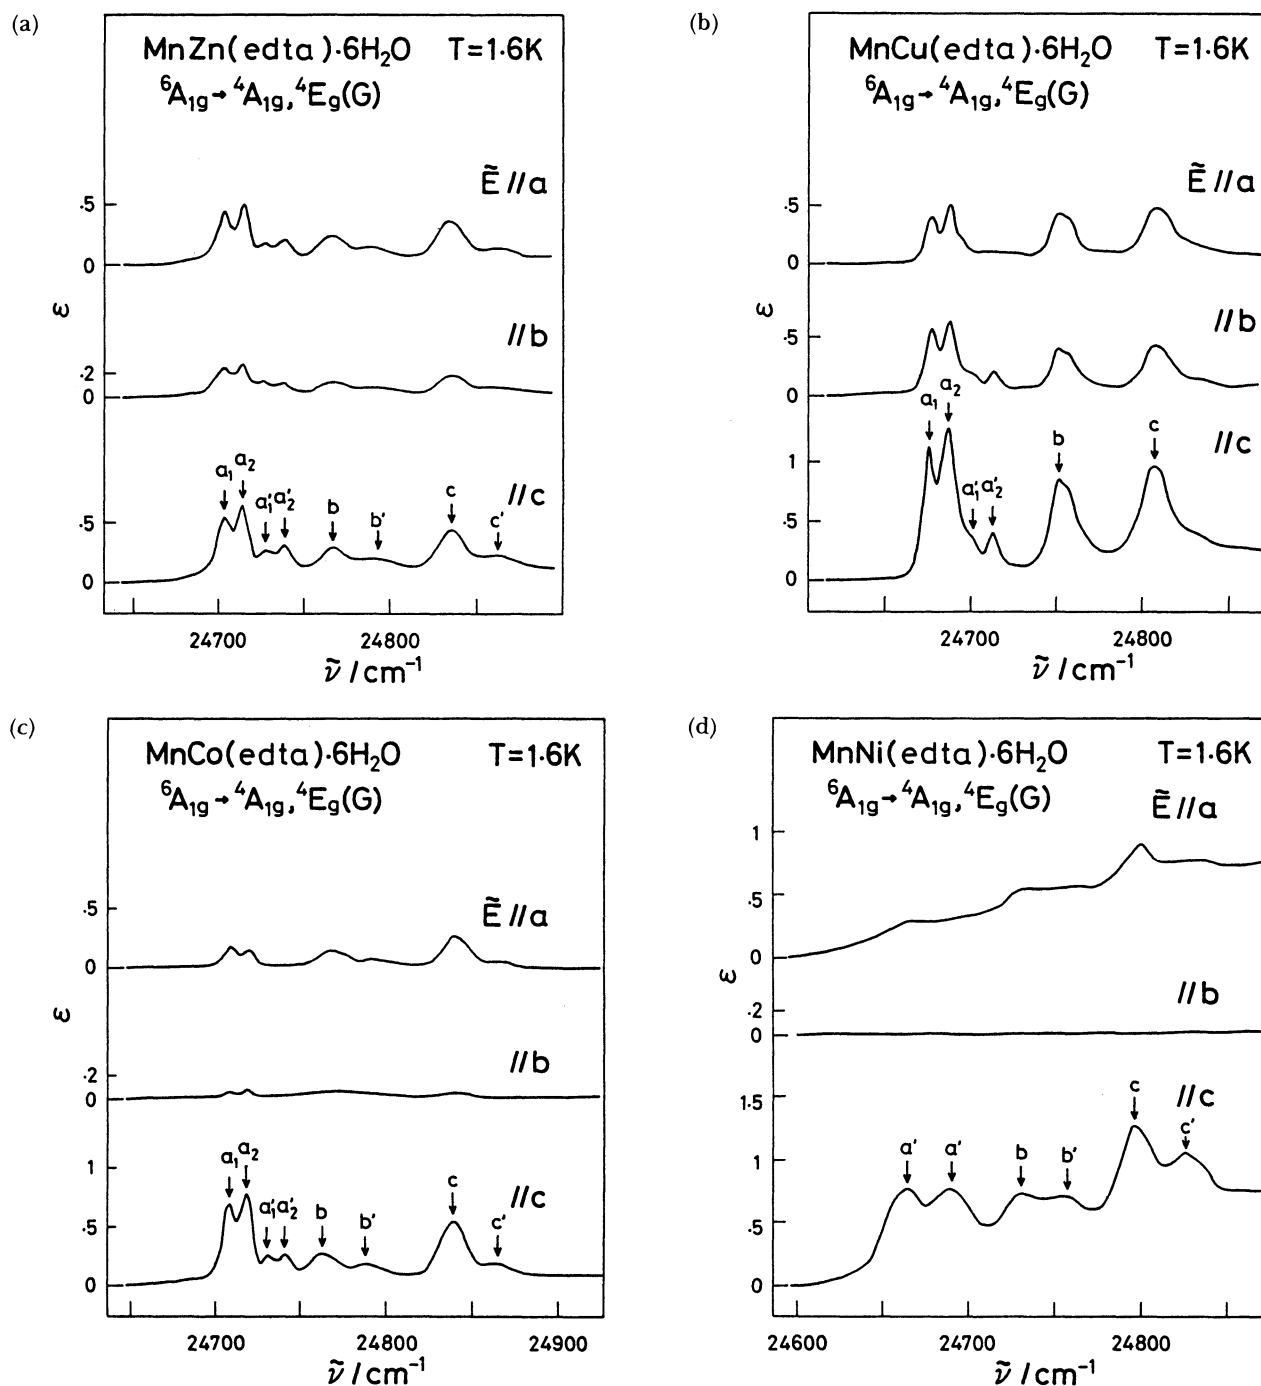 (a)
MnZn(edta)·6H₂O T=1·6K
⁶A₁g→ ⁴A₁g, ⁴Eg(G)
Ẽ//a
·5
0
ε
//b
·2
0
//c
a₁ a₂ a₁' a₂' b b' c c'
·5
0
24700 24800
ν̃ /cm⁻¹
(b)
MnCu(edta)·6H₂O T=1·6K
⁶A₁g→ ⁴A₁g, ⁴Eg(G)
Ẽ//a
·5
0
ε
//b
·5
0
//c
a₁ a₂ a₁' a₂' b c
1
·5
0
24700 24800
ν̃ /cm⁻¹
(c)
MnCo(edta)·6H₂O T=1·6K
⁶A₁g→ ⁴A₁g, ⁴Eg(G)
Ẽ//a
·5
0
ε
//b
·2
0
//c
a₁ a₂ a₁' a₂' b b' c c'
1
·5
0
24700 24800 24900
ν̃ /cm⁻¹
(d)
MnNi(edta)·6H₂O T=1·6K
⁶A₁g→ ⁴A₁g, ⁴Eg(G)
Ẽ//a
1
·5
0
ε
//b
·2
0
//c
a' a' b b' c c'
1·5
1
·5
0
24600 24700 24800
ν̃ /cm⁻¹